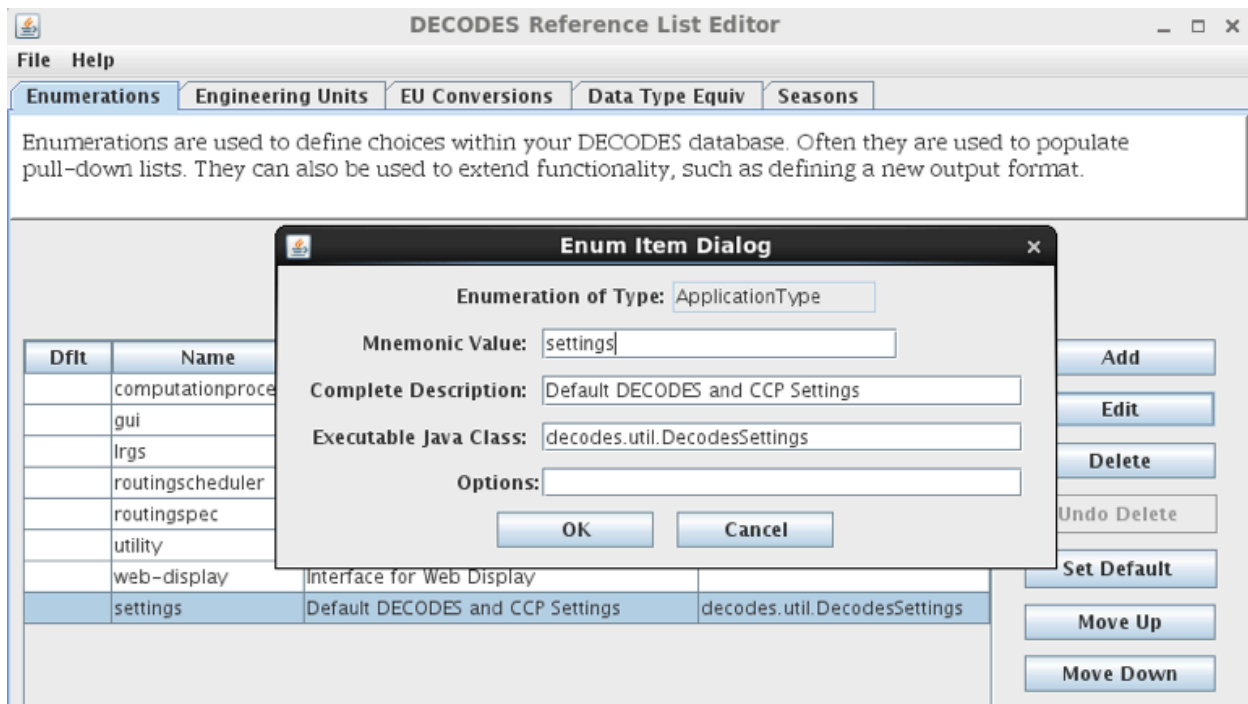 DECODES Reference List Editor
File Help
Enumerations Engineering Units EU Conversions Data Type Equiv Seasons
Enumerations are used to define choices within your DECODES database. Often they are used to populate
pull-down lists. They can also be used to extend functionality, such as defining a new output format.
Enum Item Dialog
Enumeration of Type: ApplicationType
Mnemonic Value: settings
Complete Description: Default DECODES and CCP Settings
Executable Java Class: decodes.util.DecodesSettings
Options:
OK Cancel
Dflt Name
computationproce
gui
lrgs
routingscheduler
routingspec
utility
web-display Interface for Web Display
settings Default DECODES and CCP Settings decodes.util.DecodesSettings
Add
Edit
Delete
Undo Delete
Set Default
Move Up
Move Down